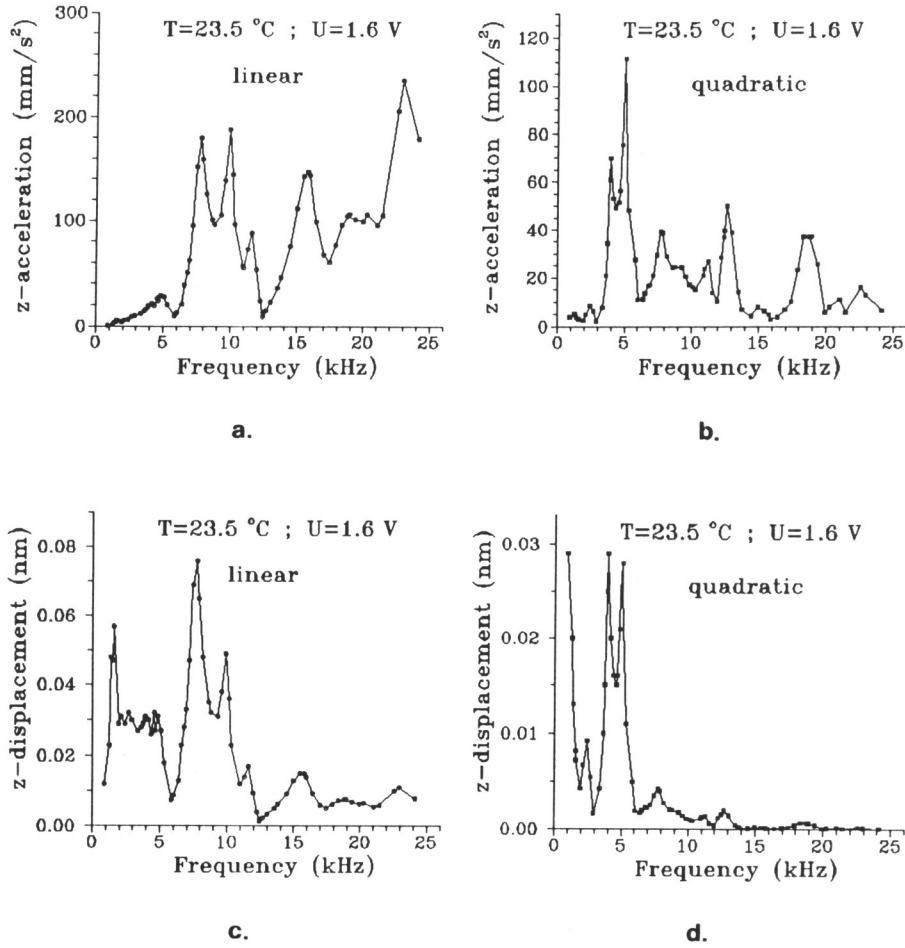 T=23.5 °C ; U=1.6 V
linear
z-acceleration (mm/s²)
300
200
100
0
0 5 10 15 20 25
Frequency (kHz)
a.
T=23.5 °C ; U=1.6 V
quadratic
z-acceleration (mm/s²)
120
100
80
60
40
20
0
0 5 10 15 20 25
Frequency (kHz)
b.
T=23.5 °C ; U=1.6 V
linear
z-displacement (nm)
0.08
0.06
0.04
0.02
0.00
0 5 10 15 20 25
Frequency (kHz)
c.
T=23.5 °C ; U=1.6 V
quadratic
z-displacement (nm)
0.03
0.02
0.01
0.00
0 5 10 15 20 25
Frequency (kHz)
d.